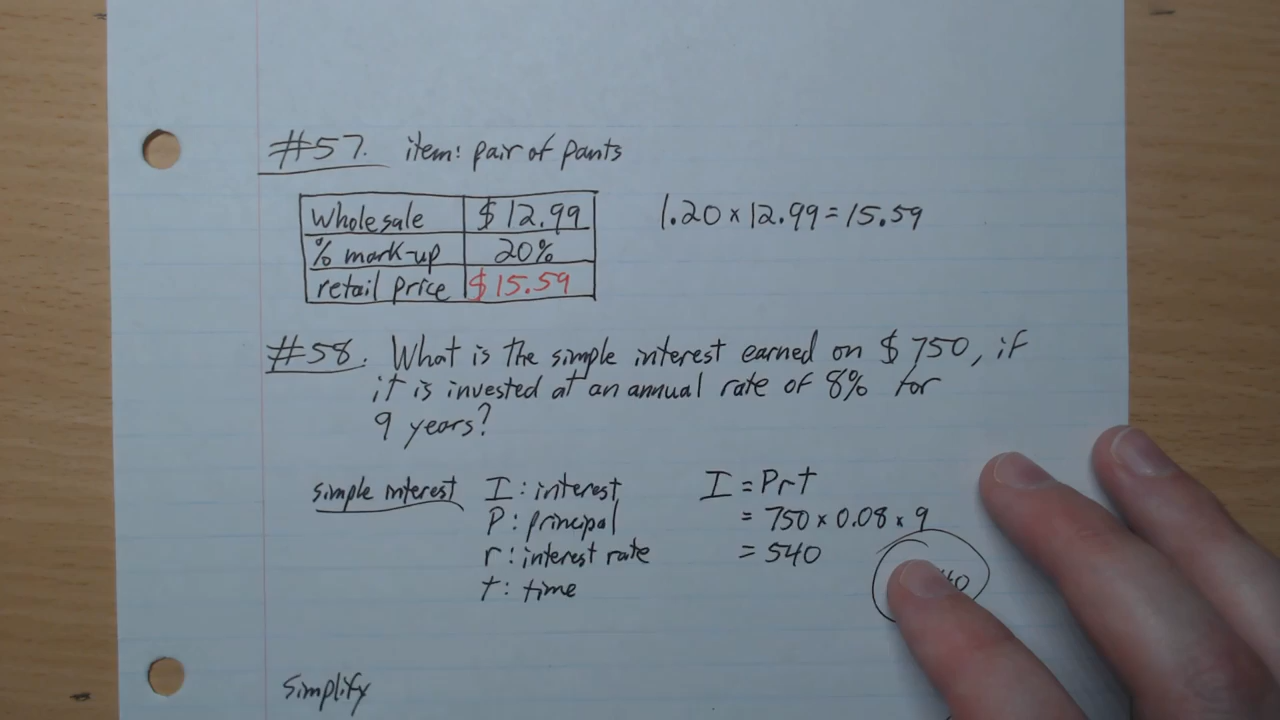 #57. item: pair of pants
wholesale $12.99
% mark-up 20%
retail price $15.59
1.20 × 12.99 = 15.59
#58. What is the simple interest earned on $750, if
it is invested at an annual rate of 8% for
9 years?
simple interest
I: interest
P: principal
r: interest rate
t: time
I = Prt
= 750 × 0.08 × 9
= 540
simplify